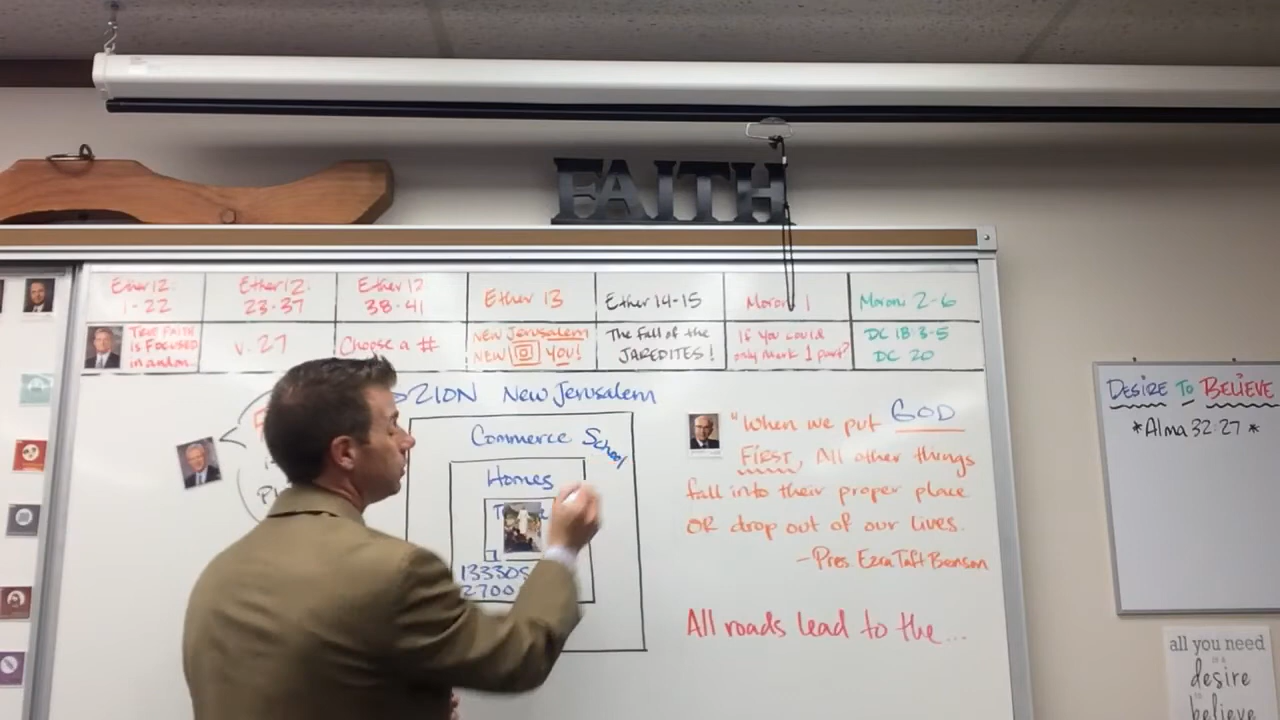 FAITH
Ether 12:
1-22
Ether 12:
23-37
Ether 12
38-41
Ether 13
Ether 14-15
Moroni 1
Moroni 2-6
TRUE FAITH
is FOCUSED
in and on...
v. 27
Choose a #
NEW Jerusalem
NEW YOU!
The Fall of the
JAREDITES!
If you could
only mark 1 part?
DC 18:3-5
DC 20
ZION New Jerusalem
Commerce School
Homes
13330S
2700
"When we put GOD
First, All other things
fall into their proper place
OR drop out of our lives.
-Pres. Ezra Taft Benson
All roads lead to the...
DESIRE To BELIEVE
*Alma 32:27*
all you need
is a
desire
to
believe